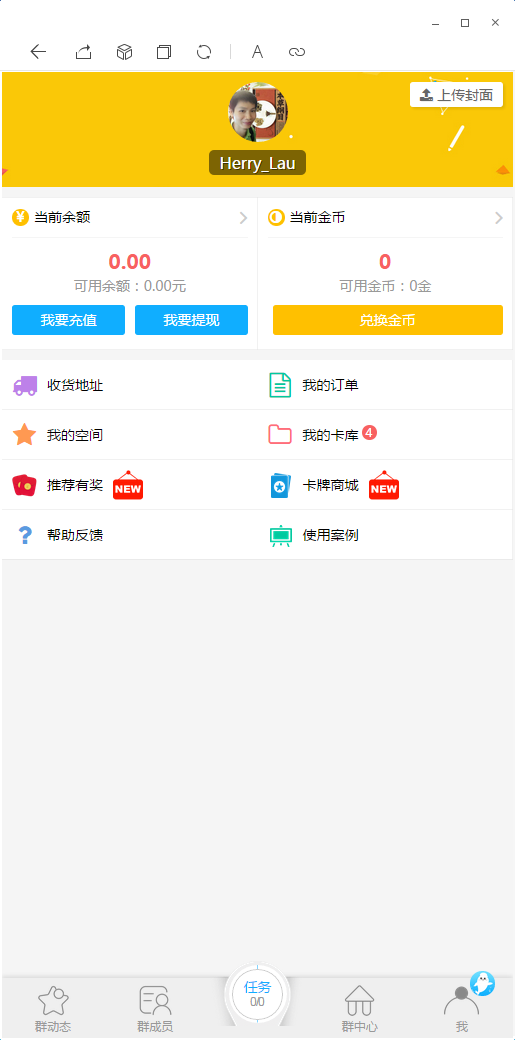 上传封面
Herry_Lau
当前余额
当前金币
0.00
0
可用余额：0.00元
可用金币：0金
我要充值
我要提现
兑换金币
收货地址
我的订单
我的空间
我的卡库 4
推荐有奖 NEW
卡牌商城 NEW
帮助反馈
使用案例
任务
0/0
群动态
群成员
群中心
我